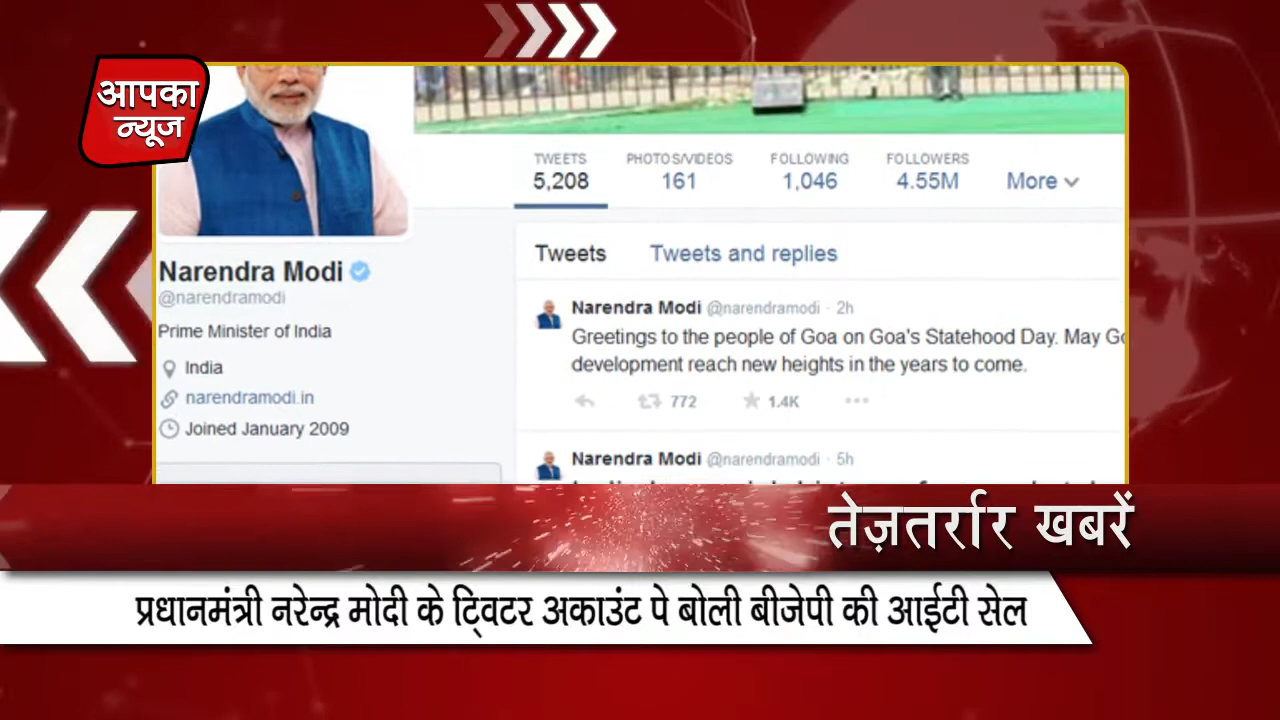 आपका
न्यूज
TWEETS PHOTOS/VIDEOS FOLLOWING FOLLOWERS
5,208 161 1,046 4.55M More
Tweets Tweets and replies
Narendra Modi
@narendramodi
Prime Minister of India
India
narendramodi.in
Joined January 2009
Narendra Modi @narendramodi · 2h
Greetings to the people of Goa on Goa's Statehood Day. May
development reach new heights in the years to come.
772 1.4K
Narendra Modi @narendramodi · 5h
तेज़तर्रार खबरें
प्रधानमंत्री नरेन्द्र मोदी के ट्विटर अकाउंट पे बोली बीजेपी की आईटी सेल